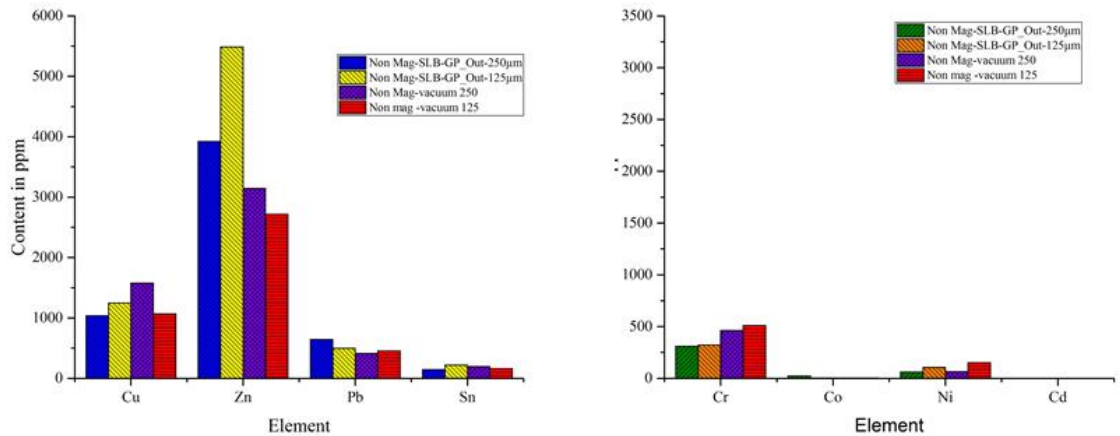 6000
5000
4000
3000
2000
1000
0
Content in ppm
Non Mag-SLB-GP_Out-250μm
Non Mag-SLB-GP_Out-125μm
Non Mag-vacuum 250
Non mag -vacuum 125
Cu Zn Pb Sn
Element
3500
3000
2500
2000
1500
1000
500
0
Non Mag-SLB-GP_Out-250μm
Non Mag-SLB-GP_Out-125μm
Non Mag-vacuum 250
Non mag -vacuum 125
Cr Co Ni Cd
Element